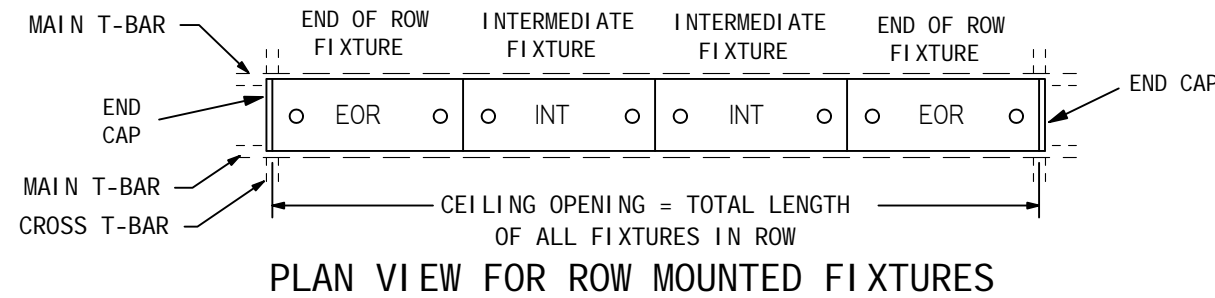 MAIN T-BAR
END OF ROW
FIXTURE
INTERMEDIATE
FIXTURE
INTERMEDIATE
FIXTURE
END OF ROW
FIXTURE
END CAP
END
CAP
EOR
INT
INT
EOR
MAIN T-BAR
CROSS T-BAR
CEILING OPENING = TOTAL LENGTH
OF ALL FIXTURES IN ROW
PLAN VIEW FOR ROW MOUNTED FIXTURES